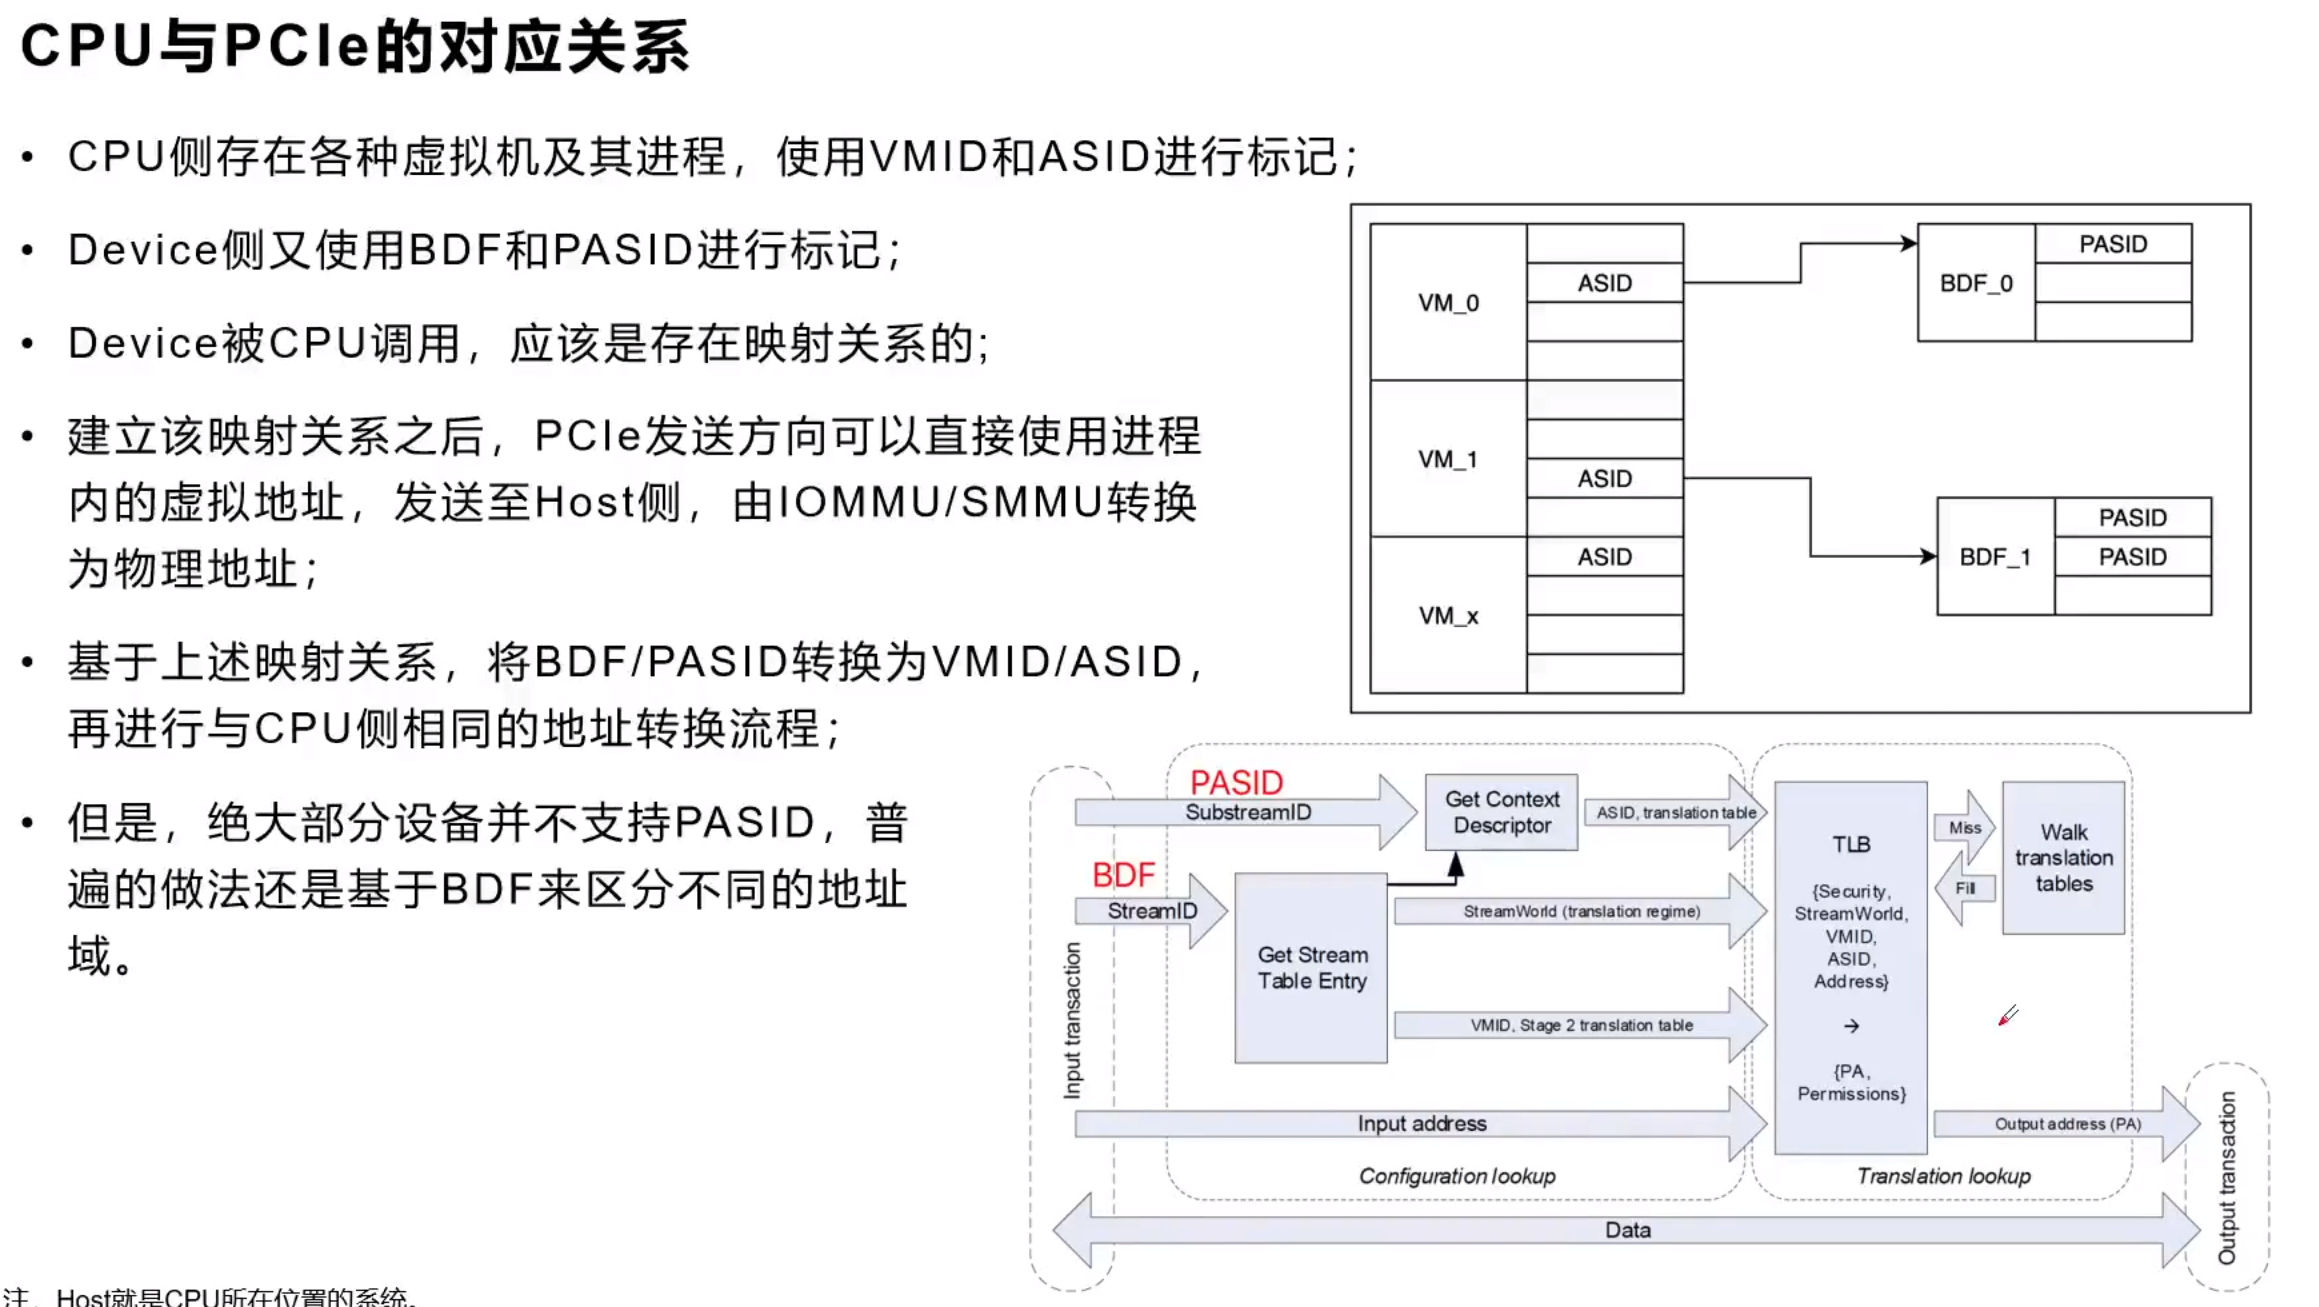 CPU与PCIe的对应关系
• CPU侧存在各种虚拟机及其进程，使用VMID和ASID进行标记；
• Device侧又使用BDF和PASID进行标记；
• Device被CPU调用，应该是存在映射关系的；
• 建立该映射关系之后，PCIe发送方向可以直接使用进程
内的虚拟地址，发送至Host侧，由IOMMU/SMMU转换
为物理地址；
• 基于上述映射关系，将BDF/PASID转换为VMID/ASID，
再进行与CPU侧相同的地址转换流程；
• 但是，绝大部分设备并不支持PASID，普
遍的做法还是基于BDF来区分不同的地址
域。
VM_0
ASID
BDF_0
PASID
VM_1
ASID
BDF_1
PASID
PASID
VM_x
ASID
Input transaction
PASID
SubstreamID
Get Context
Descriptor
ASID, translation table
BDF
StreamID
Get Stream
Table Entry
StreamWorld (translation regime)
VMID, Stage 2 translation table
Input address
Configuration lookup
TLB
{Security,
StreamWorld,
VMID,
ASID,
Address}
→
{PA,
Permissions}
Miss
Fill
Walk
translation
tables
Output address (PA)
Translation lookup
Data
Output transaction
注，Host就是CPU所在位置的系统。